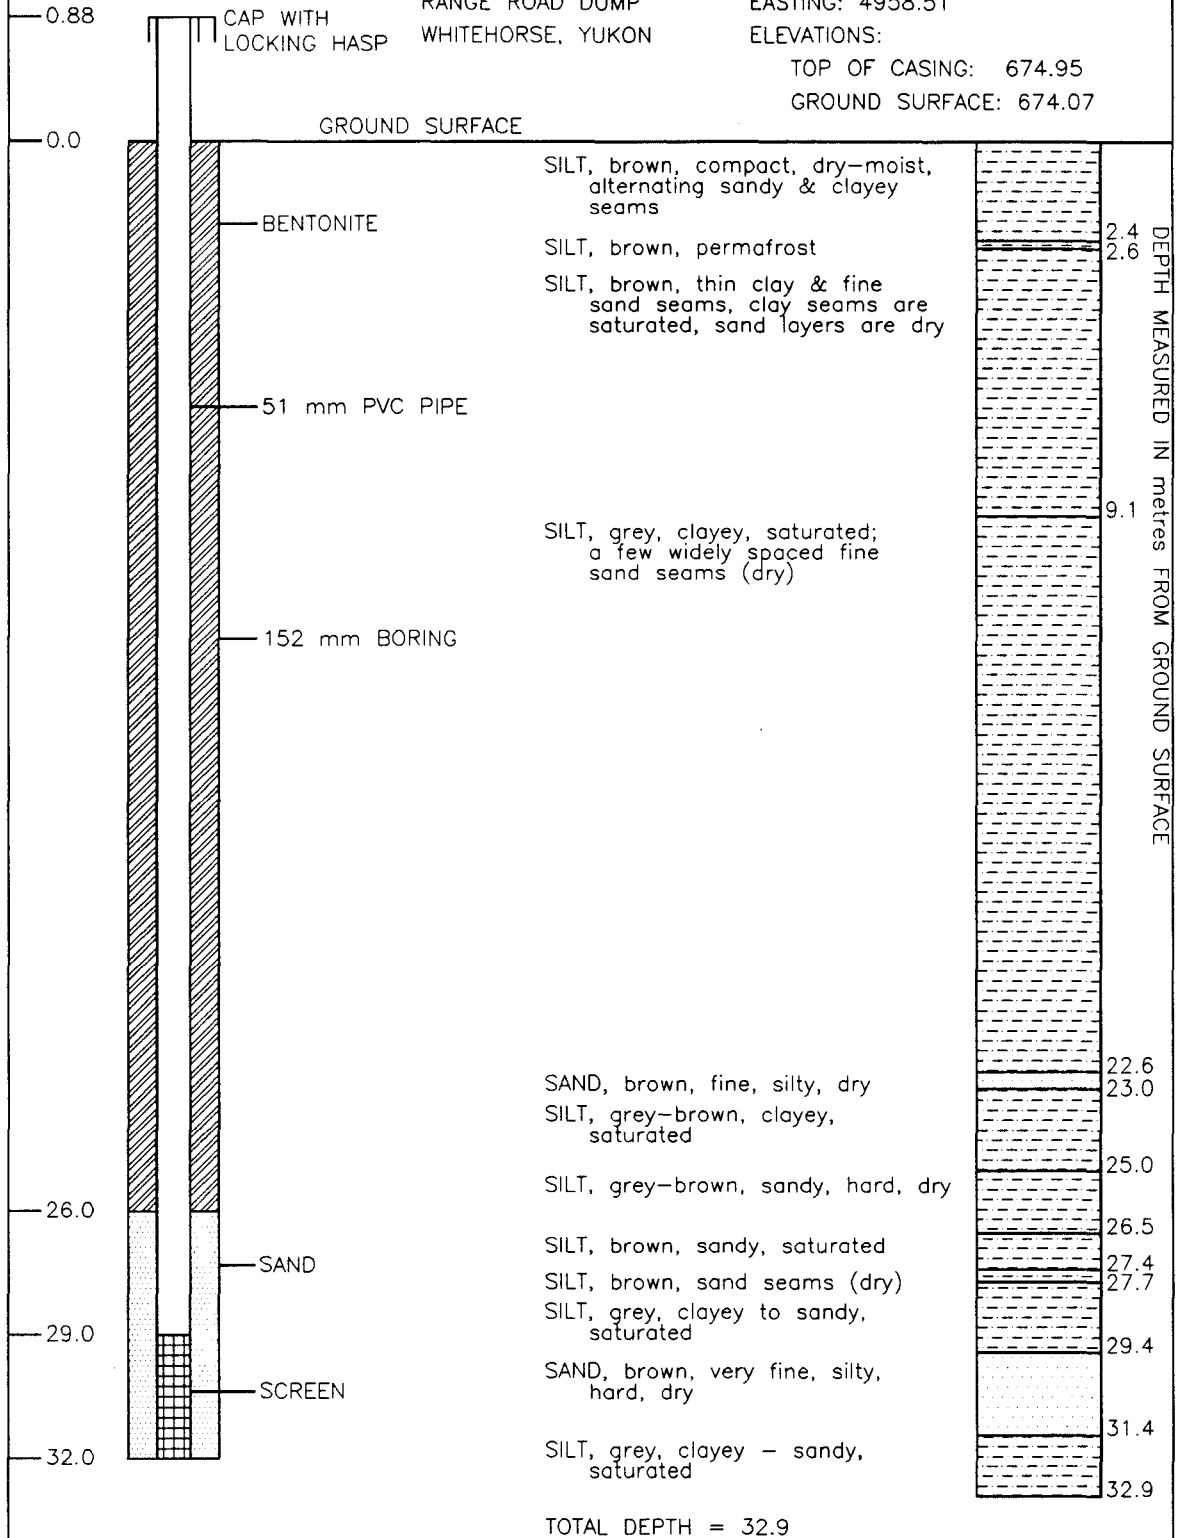 0.88
CAP WITH
LOCKING HASP
RANGE ROAD DUMP
WHITEHORSE, YUKON
EASTING: 4958.51
ELEVATIONS:
TOP OF CASING: 674.95
GROUND SURFACE: 674.07
0.0
GROUND SURFACE
BENTONITE
51 mm PVC PIPE
152 mm BORING
26.0
SAND
29.0
SCREEN
32.0
SILT, brown, compact, dry-moist,
alternating sandy & clayey
seams
SILT, brown, permafrost
SILT, brown, thin clay & fine
sand seams, clay seams are
saturated, sand layers are dry
SILT, grey, clayey, saturated;
a few widely spaced fine
sand seams (dry)
SAND, brown, fine, silty, dry
SILT, grey-brown, clayey,
saturated
SILT, grey-brown, sandy, hard, dry
SILT, brown, sandy, saturated
SILT, brown, sand seams (dry)
SILT, grey, clayey to sandy,
saturated
SAND, brown, very fine, silty,
hard, dry
SILT, grey, clayey - sandy,
saturated
TOTAL DEPTH = 32.9
2.4
2.6
9.1
22.6
23.0
25.0
26.5
27.4
27.7
29.4
31.4
32.9
DEPTH MEASURED IN metres FROM GROUND SURFACE